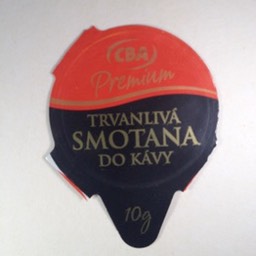 CBA
Premium
TRVANLIVÁ
SMOTANA
DO KÁVY
10g